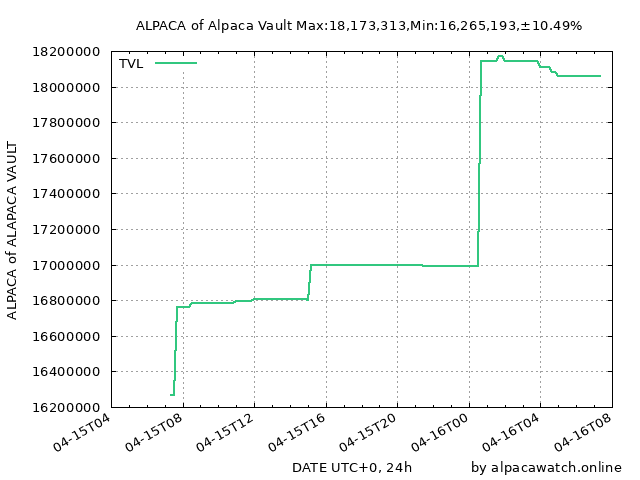 ALPACA of Alpaca Vault Max:18,173,313,Min:16,265,193,±10.49%
TVL
18200000
18000000
17800000
17600000
17400000
17200000
17000000
16800000
16600000
16400000
16200000
ALPACA of ALAPACA VAULT
04-15T04
04-15T08
04-15T12
04-15T16
04-15T20
04-16T00
04-16T04
04-16T08
DATE UTC+0, 24h
by alpacawatch.online